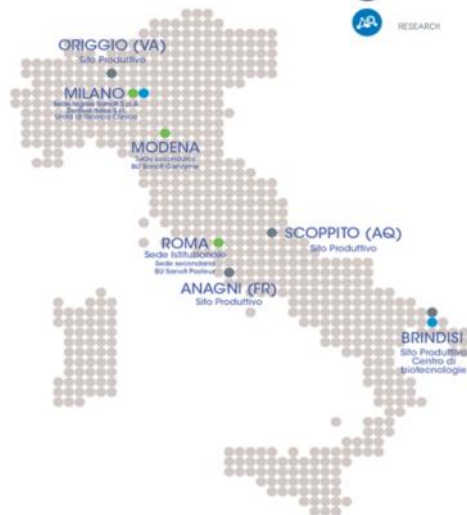 RESEARCH
ORIGGIO (VA)
Sito Produttivo
MILANO
Sede legale Sanofi S.p.A.
Zentiva Italia S.r.l.
Unità di Ricerca Clinica
MODENA
Sede secondaria
BU Sanofi Genzyme
ROMA
Sede Istituzionale
Sede secondaria
BU Sanofi Pasteur
SCOPPITO (AQ)
Sito Produttivo
ANAGNI (FR)
Sito Produttivo
BRINDISI
Sito Produttivo
Centro di
biotecnologie